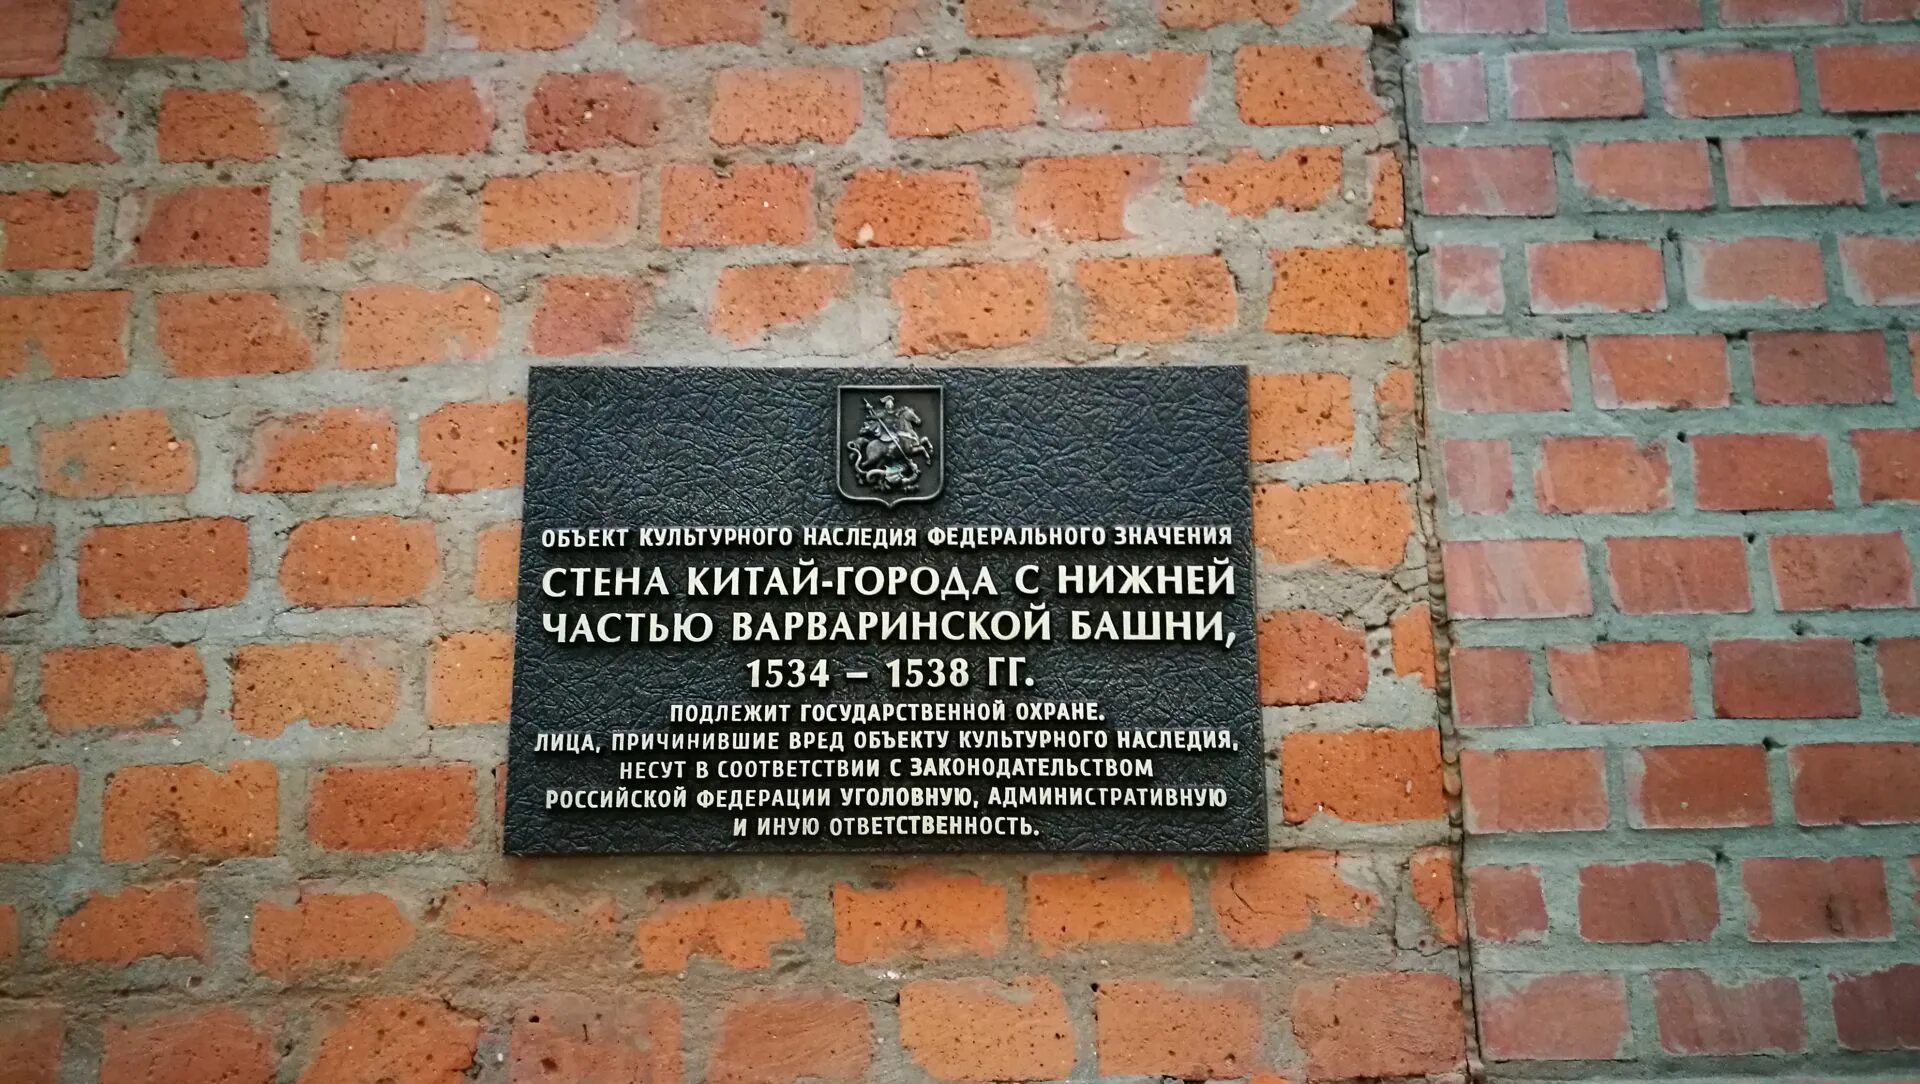 ОБЪЕКТ КУЛЬТУРНОГО НАСЛЕДИЯ ФЕДЕРАЛЬНОГО ЗНАЧЕНИЯ
СТЕНА КИТАЙ-ГОРОДА С НИЖНЕЙ
ЧАСТЬЮ ВАРВАРИНСКОЙ БАШНИ,
1534 – 1538 ГГ.
ПОДЛЕЖИТ ГОСУДАРСТВЕННОЙ ОХРАНЕ.
ЛИЦА, ПРИЧИНИВШИЕ ВРЕД ОБЪЕКТУ КУЛЬТУРНОГО НАСЛЕДИЯ,
НЕСУТ В СООТВЕТСТВИИ С ЗАКОНОДАТЕЛЬСТВОМ
РОССИЙСКОЙ ФЕДЕРАЦИИ УГОЛОВНУЮ, АДМИНИСТРАТИВНУЮ
И ИНУЮ ОТВЕТСТВЕННОСТЬ.